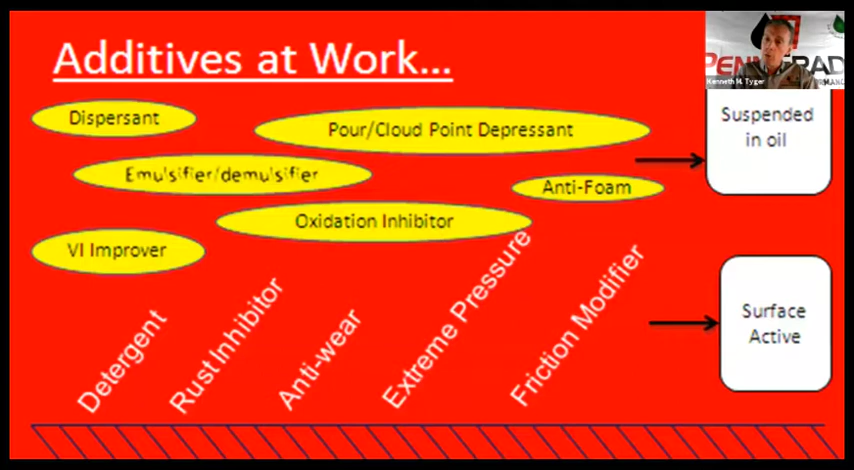 Additives at Work...
Kenneth M. Tyger
Dispersant
Pour/Cloud Point Depressant
Suspended
in oil
Emulsifier/demulsifier
Anti-Foam
Oxidation Inhibitor
VI Improver
Detergent
Rust Inhibitor
Anti-wear
Extreme Pressure
Friction Modifier
Surface
Active